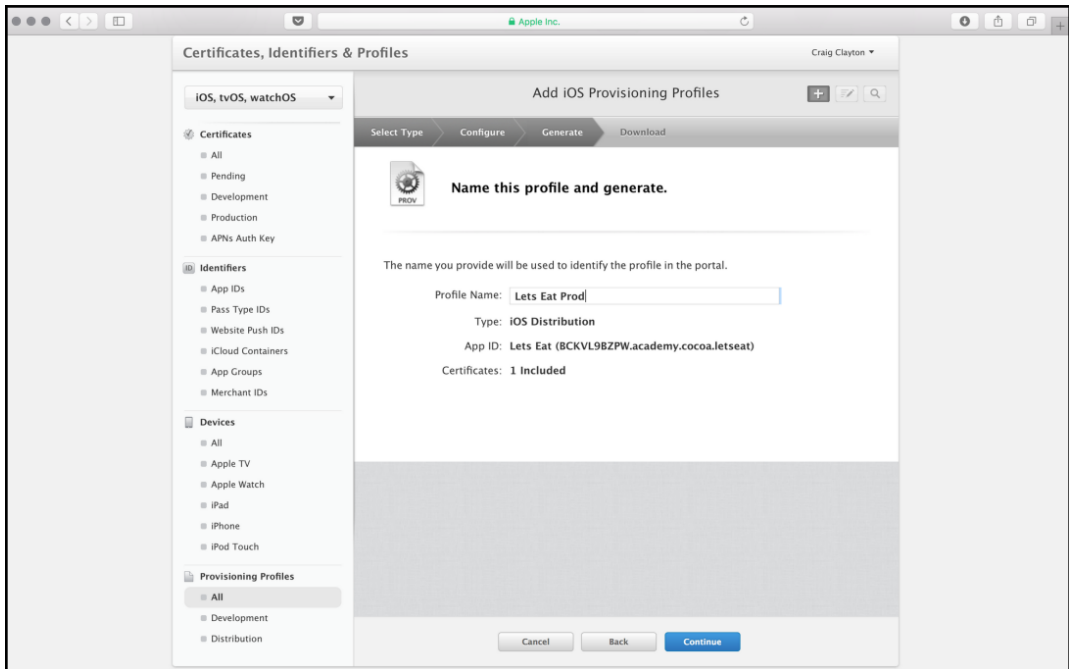 Apple Inc.
Certificates, Identifiers & Profiles
Craig Clayton
iOS, tvOS, watchOS
Certificates
All
Pending
Development
Production
APNs Auth Key
ID
Identifiers
App IDs
Pass Type IDs
Website Push IDs
iCloud Containers
App Groups
Merchant IDs
Devices
All
Apple TV
Apple Watch
iPad
iPhone
iPod Touch
Provisioning Profiles
All
Development
Distribution
Add iOS Provisioning Profiles
Select Type Configure Generate Download
PROV
Name this profile and generate.
The name you provide will be used to identify the profile in the portal.
Profile Name: Lets Eat Prod
Type: iOS Distribution
App ID: Lets Eat (BCKVL9BZPW.academy.cocoa.letseat)
Certificates: 1 Included
Cancel Back Continue